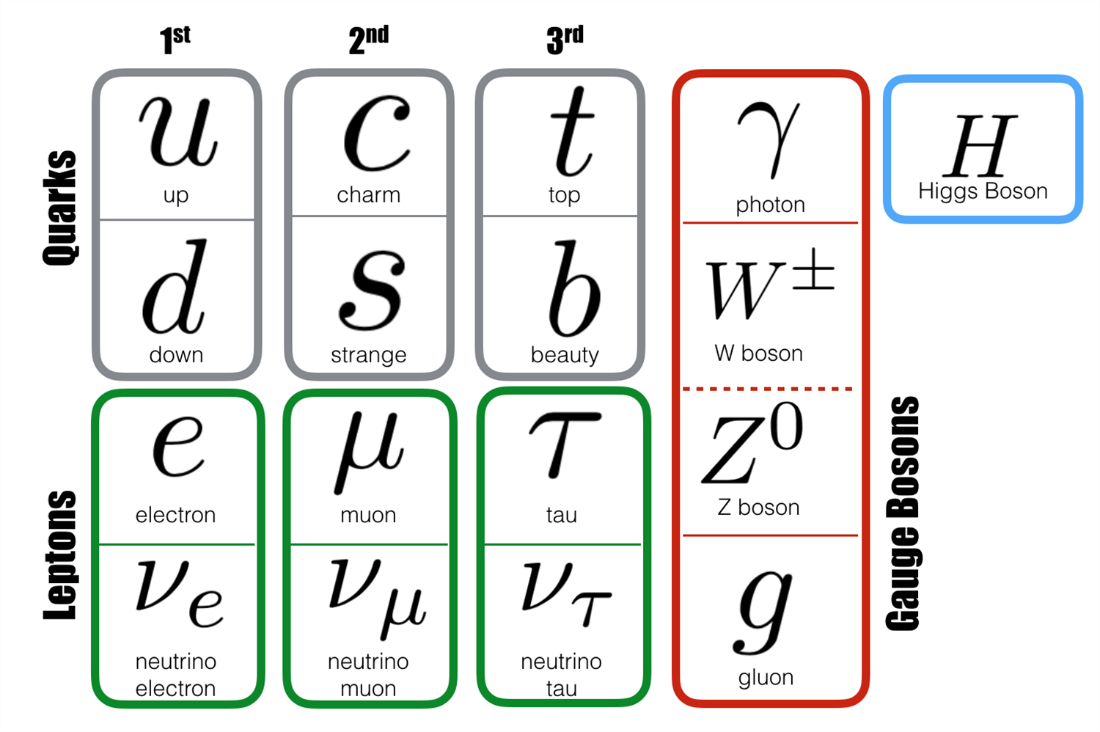 1st 2nd 3rd
Quarks
u
up
c
charm
t
top
γ
photon
H
Higgs Boson
d
down
s
strange
b
beauty
W±
W boson
Leptons
e
electron
μ
muon
τ
tau
Z0
Z boson
νe
neutrino
electron
νμ
neutrino
muon
ντ
neutrino
tau
g
gluon
Gauge Bosons